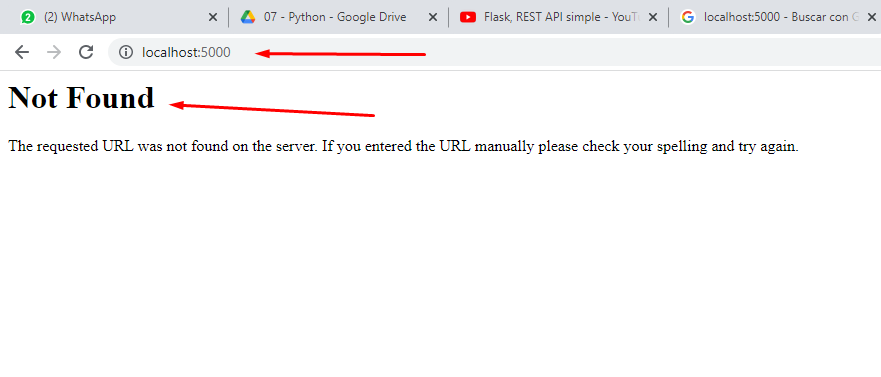 2 (2) WhatsApp
07 - Python - Google Drive
Flask, REST API simple - YouT
localhost:5000 - Buscar con G
localhost:5000
Not Found
The requested URL was not found on the server. If you entered the URL manually please check your spelling and try again.